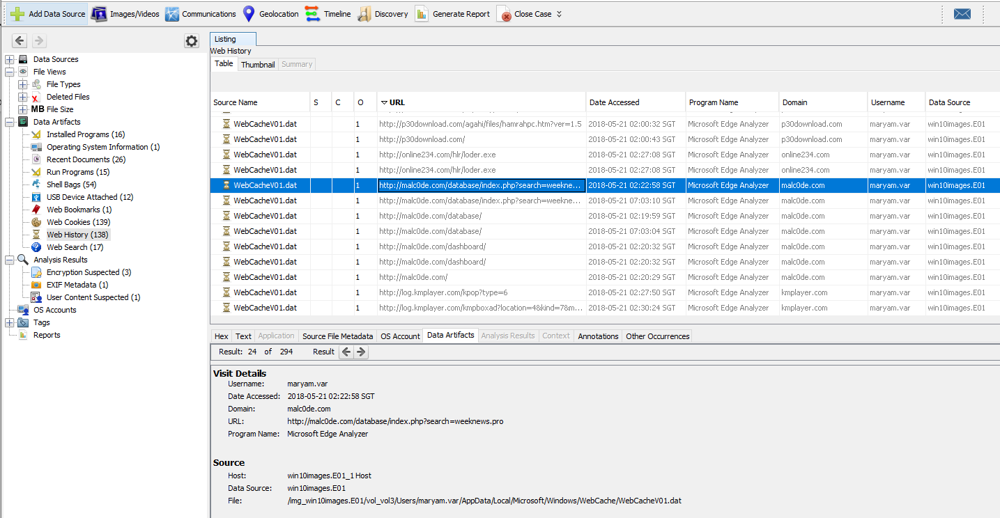 Add Data Source Images/Videos Communications Geolocation Timeline Discovery Generate Report Close Case
Listing
Web History
Table Thumbnail Summary
Data Sources
File Views
File Types
Deleted Files
MB File Size
Data Artifacts
Installed Programs (16)
Operating System Information (1)
Recent Documents (26)
Run Programs (15)
Shell Bags (54)
USB Device Attached (12)
Web Bookmarks (1)
Web Cookies (139)
Web History (138)
Web Search (17)
Analysis Results
Encryption Suspected (3)
EXIF Metadata (1)
User Content Suspected (1)
OS Accounts
Tags
Reports
Source Name S C O URL Date Accessed Program Name Domain Username Data Source
WebCacheV01.dat 1 http://p30download.com/agahi/files/hamrahpc.htm?ver=1.5 2018-05-21 02:00:32 SGT Microsoft Edge Analyzer p30download.com maryam.var win10images.E01
WebCacheV01.dat 1 http://p30download.com/ 2018-05-21 02:00:43 SGT Microsoft Edge Analyzer p30download.com maryam.var win10images.E01
WebCacheV01.dat 1 http://online234.com/hlr/loder.exe 2018-05-21 02:27:08 SGT Microsoft Edge Analyzer online234.com maryam.var win10images.E01
WebCacheV01.dat 1 http://online234.com/hlr/loder.exe 2018-05-21 02:27:08 SGT Microsoft Edge Analyzer online234.com maryam.var win10images.E01
WebCacheV01.dat 1 http://malc0de.com/database/index.php?search=weekne... 2018-05-21 02:22:58 SGT Microsoft Edge Analyzer malc0de.com maryam.var win10images.E01
WebCacheV01.dat 1 http://malc0de.com/database/index.php?search=weekne... 2018-05-21 07:03:10 SGT Microsoft Edge Analyzer malc0de.com maryam.var win10images.E01
WebCacheV01.dat 1 http://malc0de.com/database/ 2018-05-21 02:19:59 SGT Microsoft Edge Analyzer malc0de.com maryam.var win10images.E01
WebCacheV01.dat 1 http://malc0de.com/database/ 2018-05-21 07:03:04 SGT Microsoft Edge Analyzer malc0de.com maryam.var win10images.E01
WebCacheV01.dat 1 http://malc0de.com/dashboard/ 2018-05-21 02:20:32 SGT Microsoft Edge Analyzer malc0de.com maryam.var win10images.E01
WebCacheV01.dat 1 http://malc0de.com/dashboard/ 2018-05-21 02:20:32 SGT Microsoft Edge Analyzer malc0de.com maryam.var win10images.E01
WebCacheV01.dat 1 http://malc0de.com/ 2018-05-21 02:20:29 SGT Microsoft Edge Analyzer malc0de.com maryam.var win10images.E01
WebCacheV01.dat 1 http://log.kmplayer.com/kpop?type=6 2018-05-21 02:27:50 SGT Microsoft Edge Analyzer kmplayer.com maryam.var win10images.E01
WebCacheV01.dat 1 http://log.kmplayer.com/kmpboxad?location=4&kind=7&m... 2018-05-21 02:30:24 SGT Microsoft Edge Analyzer kmplayer.com maryam.var win10images.E01
Hex Text Application Source File Metadata OS Account Data Artifacts Analysis Results Context Annotations Other Occurrences
Result: 24 of 294 Result
Visit Details
Username: maryam.var
Date Accessed: 2018-05-21 02:22:58 SGT
Domain: malc0de.com
URL: http://malc0de.com/database/index.php?search=weeknews.pro
Program Name: Microsoft Edge Analyzer
Source
Host: win10images.E01_1 Host
Data Source: win10images.E01
File: /img_win10images.E01/vol_vol3/Users/maryam.var/AppData/Local/Microsoft/Windows/WebCache/WebCacheV01.dat